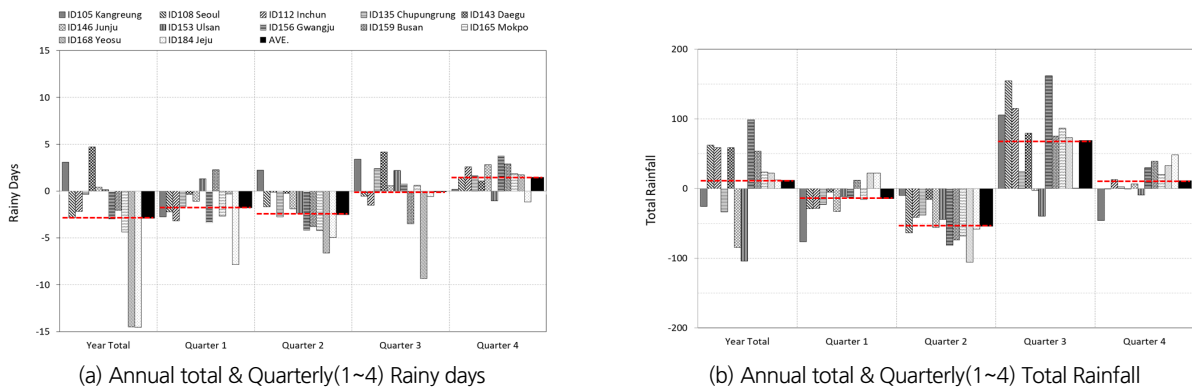 ID105 Kangreung ID108 Seoul ID112 Inchun ID135 Chupungrung ID143 Daegu
ID146 Junju ID153 Ulsan ID156 Gwangju ID159 Busan ID165 Mokpo
ID168 Yeosu ID184 Jeju AVE.
15
10
5
0
-5
-10
-15
Rainy Days
Year Total Quarter 1 Quarter 2 Quarter 3 Quarter 4
(a) Annual total & Quarterly(1~4) Rainy days
200
100
0
-100
-200
Total Rainfall
Year Total Quarter 1 Quarter 2 Quarter 3 Quarter 4
(b) Annual total & Quarterly(1~4) Total Rainfall